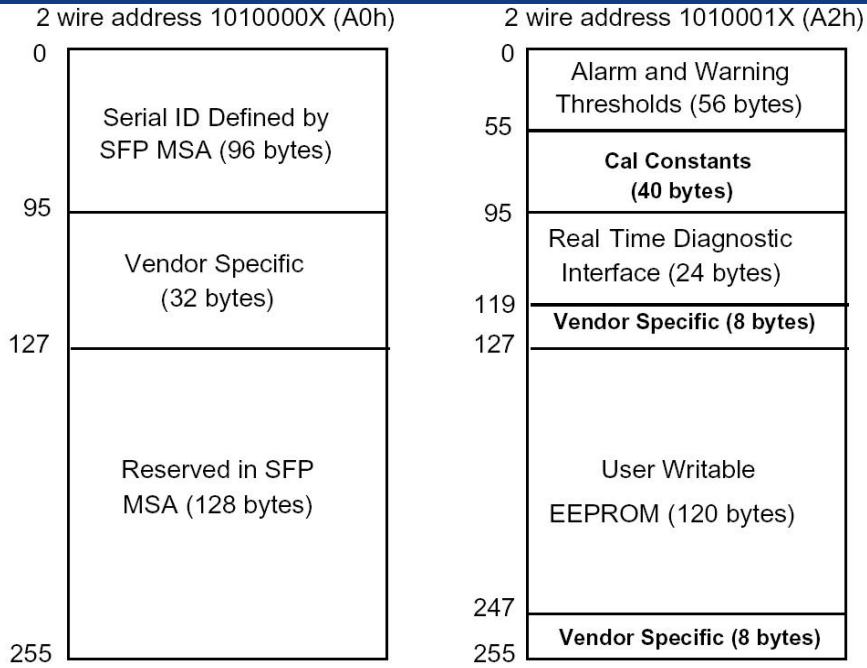 2 wire address 1010000X (A0h)
0
Serial ID Defined by
SFP MSA (96 bytes)
95
Vendor Specific
(32 bytes)
127
Reserved in SFP
MSA (128 bytes)
255
2 wire address 1010001X (A2h)
0
Alarm and Warning
Thresholds (56 bytes)
55
Cal Constants
(40 bytes)
95
Real Time Diagnostic
Interface (24 bytes)
119
Vendor Specific (8 bytes)
127
User Writable
EEPROM (120 bytes)
247
Vendor Specific (8 bytes)
255